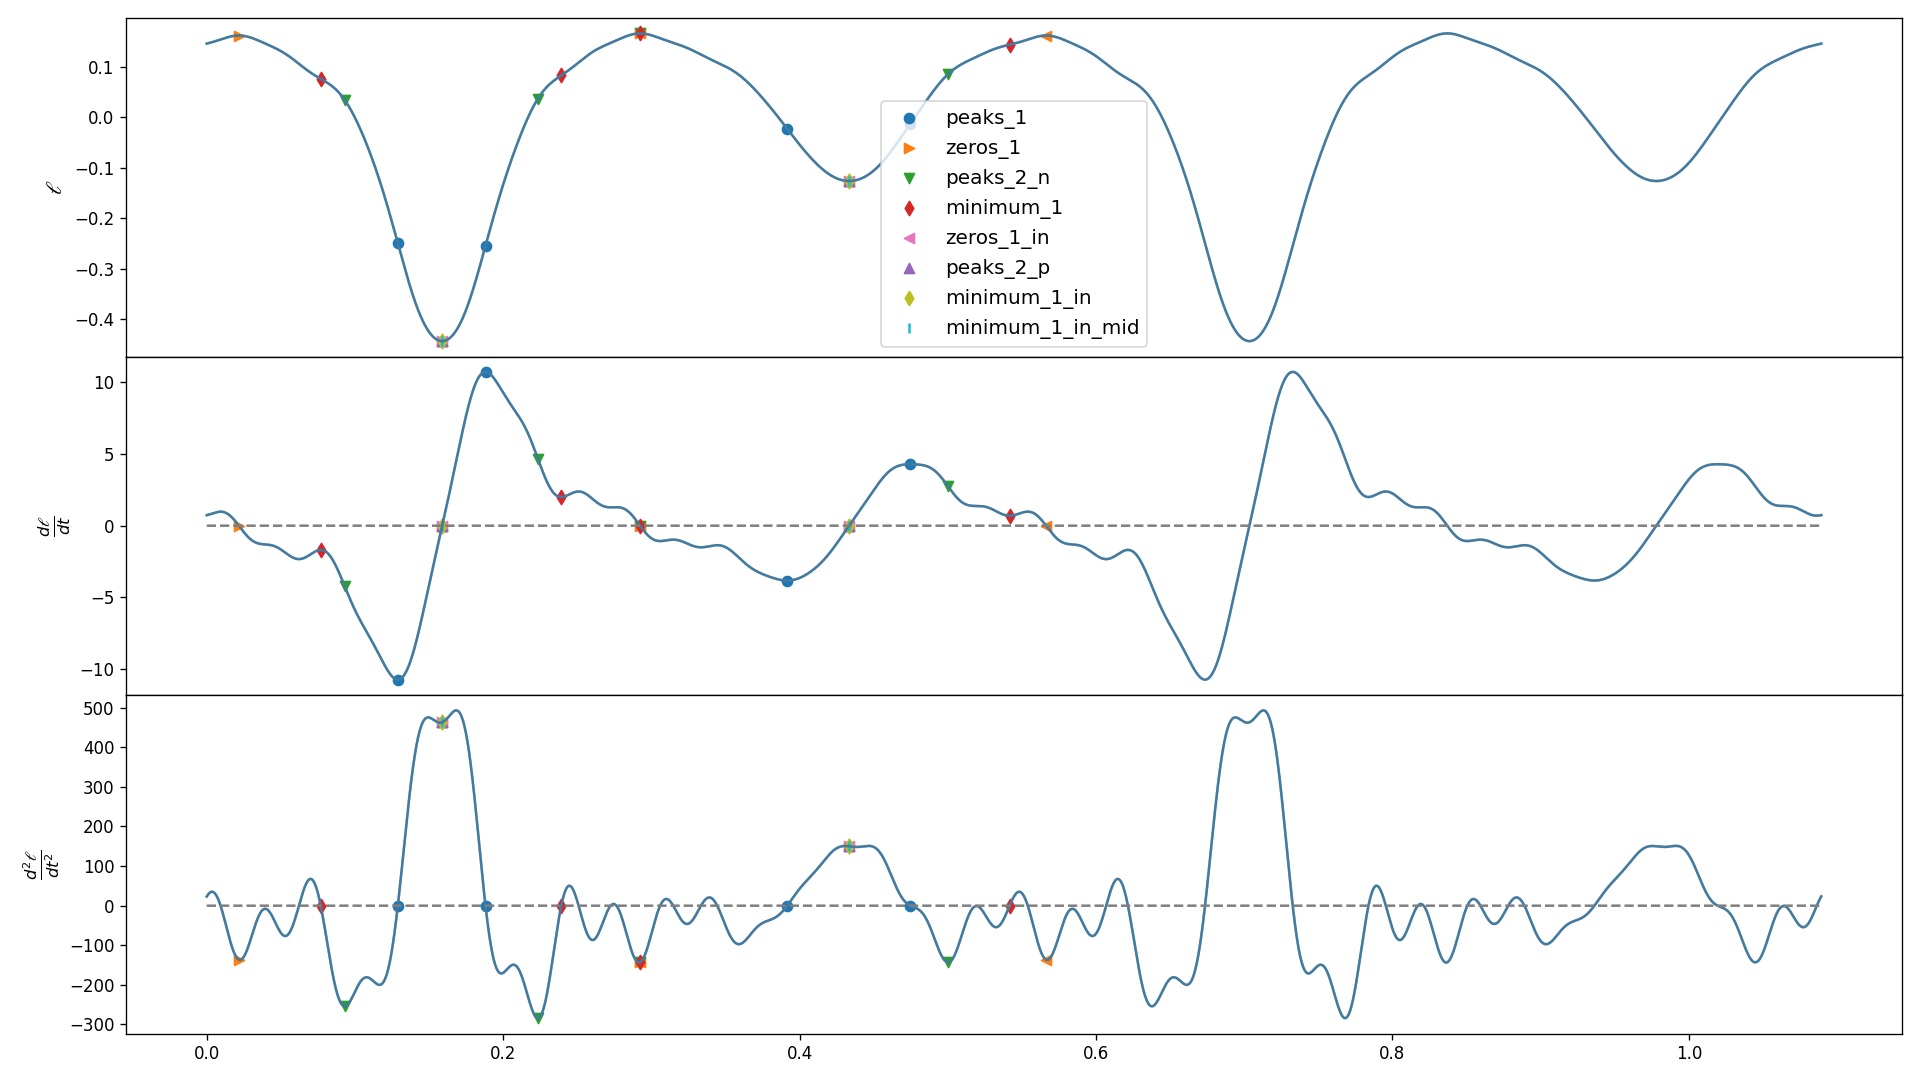 0.1
0.0
−0.1
−0.2
−0.3
−0.4
ℓ
peaks_1
zeros_1
peaks_2_n
minimum_1
zeros_1_in
peaks_2_p
minimum_1_in
minimum_1_in_mid
10
5
0
−5
−10
dℓ
dt
500
400
300
200
100
0
−100
−200
−300
d²ℓ
dt²
0.0 0.2 0.4 0.6 0.8 1.0